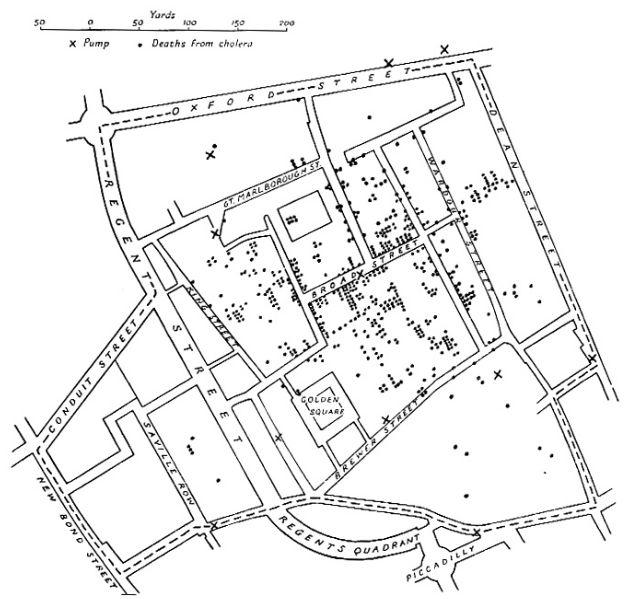 Yards
50 0 50 100 150 200
x Pump • Deaths from cholera
OXFORD STREET
DEAN STREET
REGENT STREET
GT. MARLBOROUGH ST.
WARDOUR STREET
BROAD STREET
KING STREET
CONDUIT STREET
GOLDEN
SQUARE
BREWER STREET
SAVILLE ROW
NEW BOND STREET
REGENTS QUADRANT
PICCADILLY